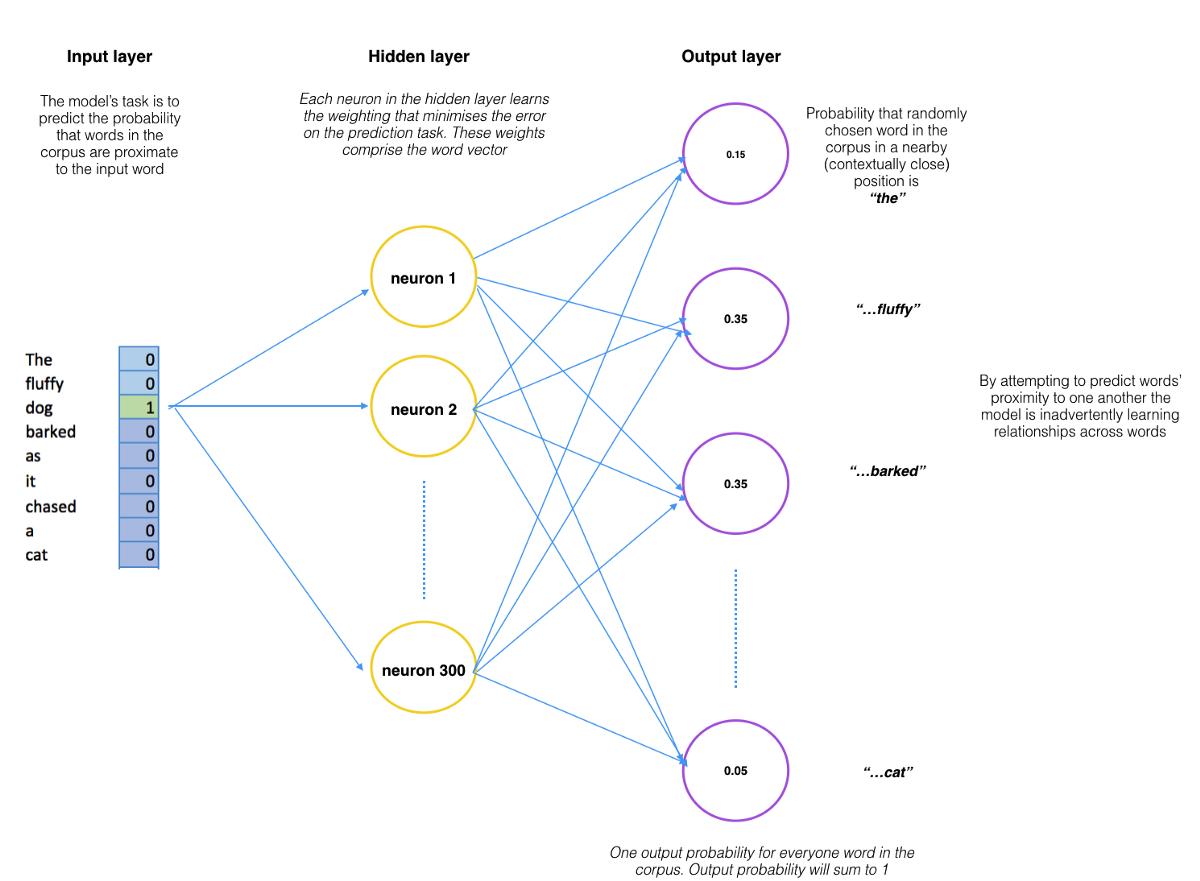 Input layer
Hidden layer
Output layer
The model's task is to
predict the probability
that words in the
corpus are proximate
to the input word
Each neuron in the hidden layer learns
the weighting that minimises the error
on the prediction task. These weights
comprise the word vector
Probability that randomly
chosen word in the
corpus in a nearby
(contextually close)
position is
“the”
0.15
neuron 1
“...fluffy”
0.35
The 0
fluffy 0
dog 1
barked 0
as 0
it 0
chased 0
a 0
cat 0
neuron 2
By attempting to predict words’
proximity to one another the
model is inadvertently learning
relationships across words
“...barked”
0.35
neuron 300
0.05
“...cat”
One output probability for everyone word in the
corpus. Output probability will sum to 1